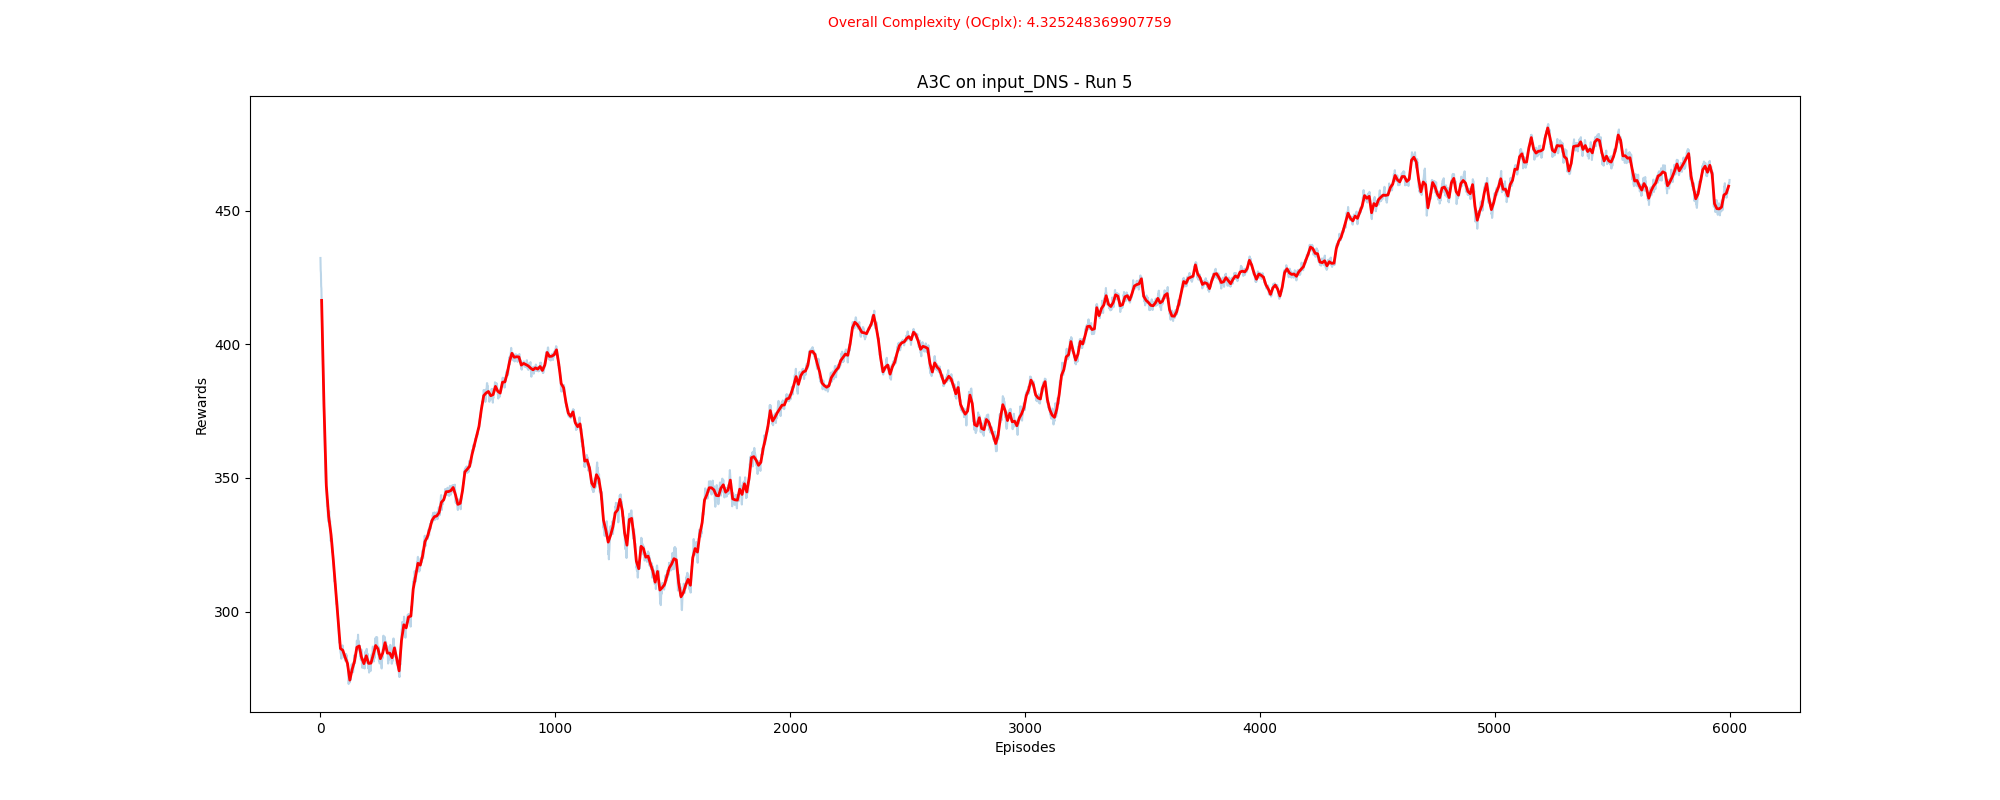 Overall Complexity (OCplx): 4.325248369907759
A3C on input_DNS - Run 5
Rewards
450
400
350
300
0 1000 2000 3000 4000 5000 6000
Episodes